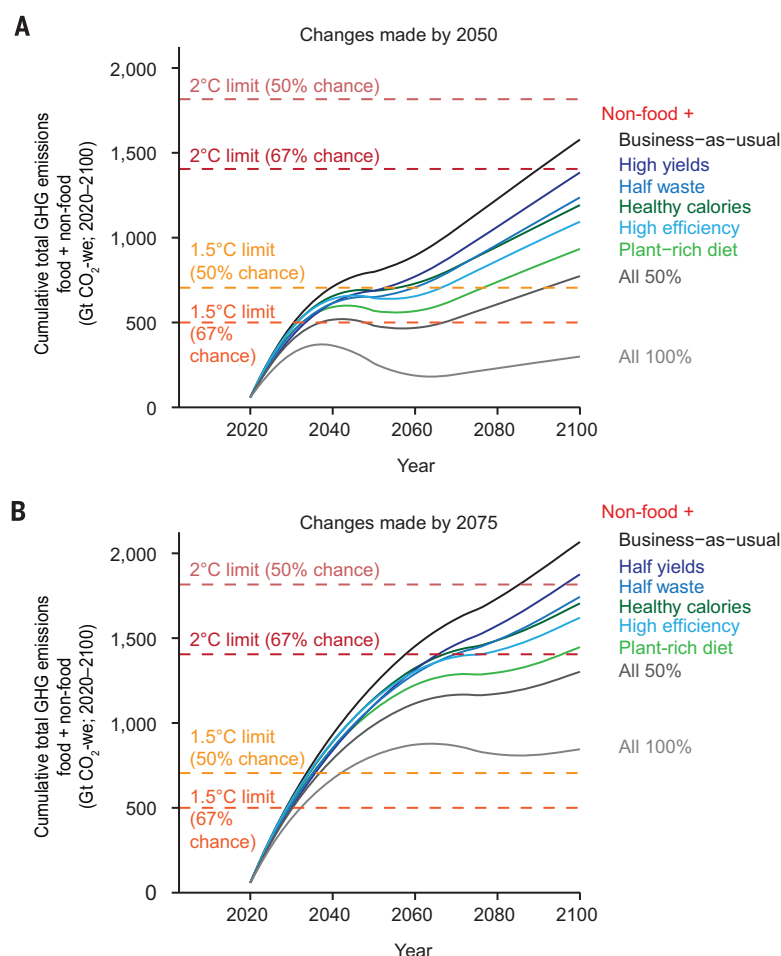 A
Changes made by 2050
Cumulative total GHG emissions
food + non-food
(Gt CO2-we; 2020–2100)
2,000
1,500
1,000
500
0
2°C limit (50% chance)
2°C limit (67% chance)
1.5°C limit
(50% chance)
1.5°C limit
(67%
chance)
Non-food +
Business−as−usual
High yields
Half waste
Healthy calories
High efficiency
Plant−rich diet
All 50%
All 100%
2020
2040
2060
2080
2100
Year
B
Changes made by 2075
Cumulative total GHG emissions
food + non-food
(Gt CO2-we; 2020–2100)
2,000
1,500
1,000
500
0
2°C limit (50% chance)
2°C limit (67% chance)
1.5°C limit
(50% chance)
1.5°C limit
(67%
chance)
Non-food +
Business−as−usual
Half yields
Half waste
Healthy calories
High efficiency
Plant-rich diet
All 50%
All 100%
2020
2040
2060
2080
2100
Year